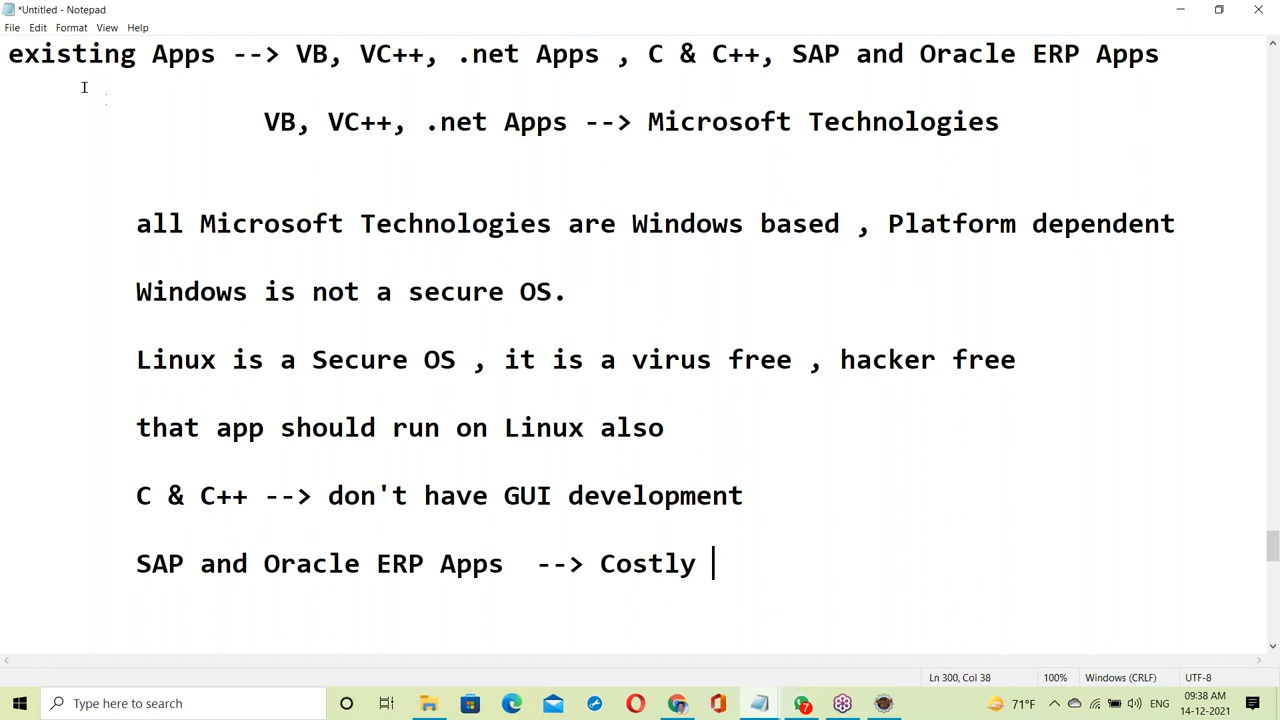 *Untitled - Notepad
File Edit Format View Help
existing Apps --> VB, VC++, .net Apps , C & C++, SAP and Oracle ERP Apps
VB, VC++, .net Apps --> Microsoft Technologies
all Microsoft Technologies are Windows based , Platform dependent
Windows is not a secure OS.
Linux is a Secure OS , it is a virus free , hacker free
that app should run on Linux also
C & C++ --> don't have GUI development
SAP and Oracle ERP Apps --> Costly
Ln 300, Col 38 100% Windows (CRLF) UTF-8
Type here to search 7 71°F ENG 09:38 AM
14-12-2021